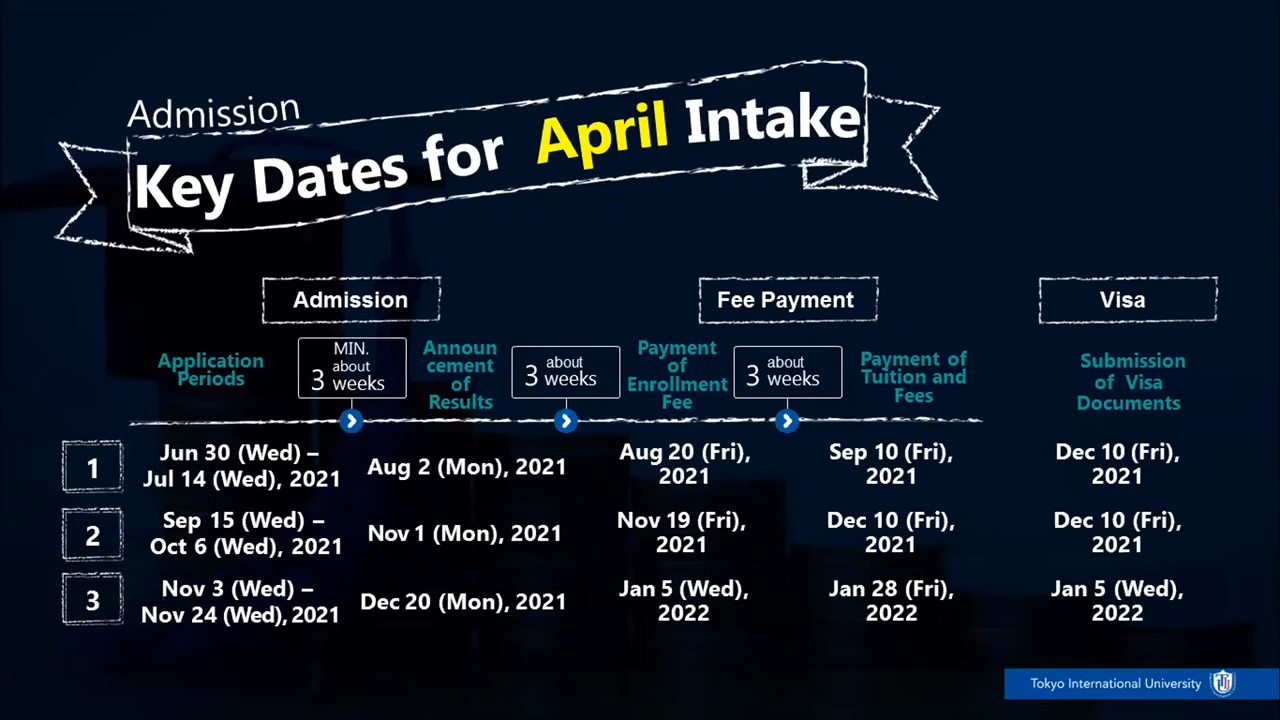 Admission
Key Dates for April Intake
Admission
Fee Payment
Visa
Application
Periods
MIN.
about
3 weeks
Announ
cement
of
Results
about
3 weeks
Payment
of
Enrollment
Fee
about
3 weeks
Payment of
Tuition and
Fees
Submission
of Visa
Documents
1
Jun 30 (Wed) –
Jul 14 (Wed), 2021
Aug 2 (Mon), 2021
Aug 20 (Fri),
2021
Sep 10 (Fri),
2021
Dec 10 (Fri),
2021
2
Sep 15 (Wed) –
Oct 6 (Wed), 2021
Nov 1 (Mon), 2021
Nov 19 (Fri),
2021
Dec 10 (Fri),
2021
Dec 10 (Fri),
2021
3
Nov 3 (Wed) –
Nov 24 (Wed), 2021
Dec 20 (Mon), 2021
Jan 5 (Wed),
2022
Jan 28 (Fri),
2022
Jan 5 (Wed),
2022
Tokyo International University